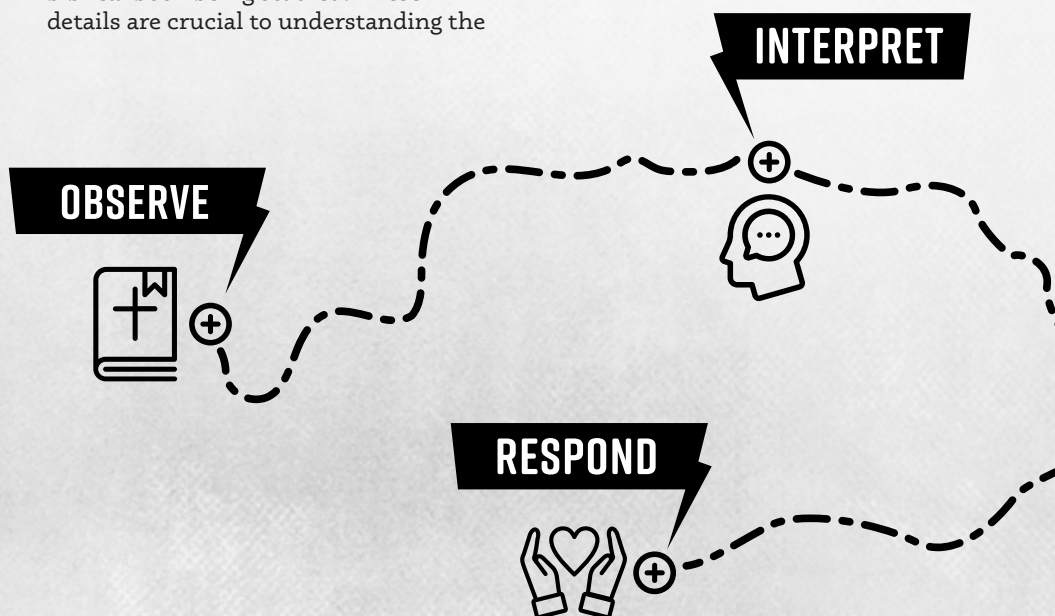 details are crucial to understanding the
INTERPRET
OBSERVE
RESPOND